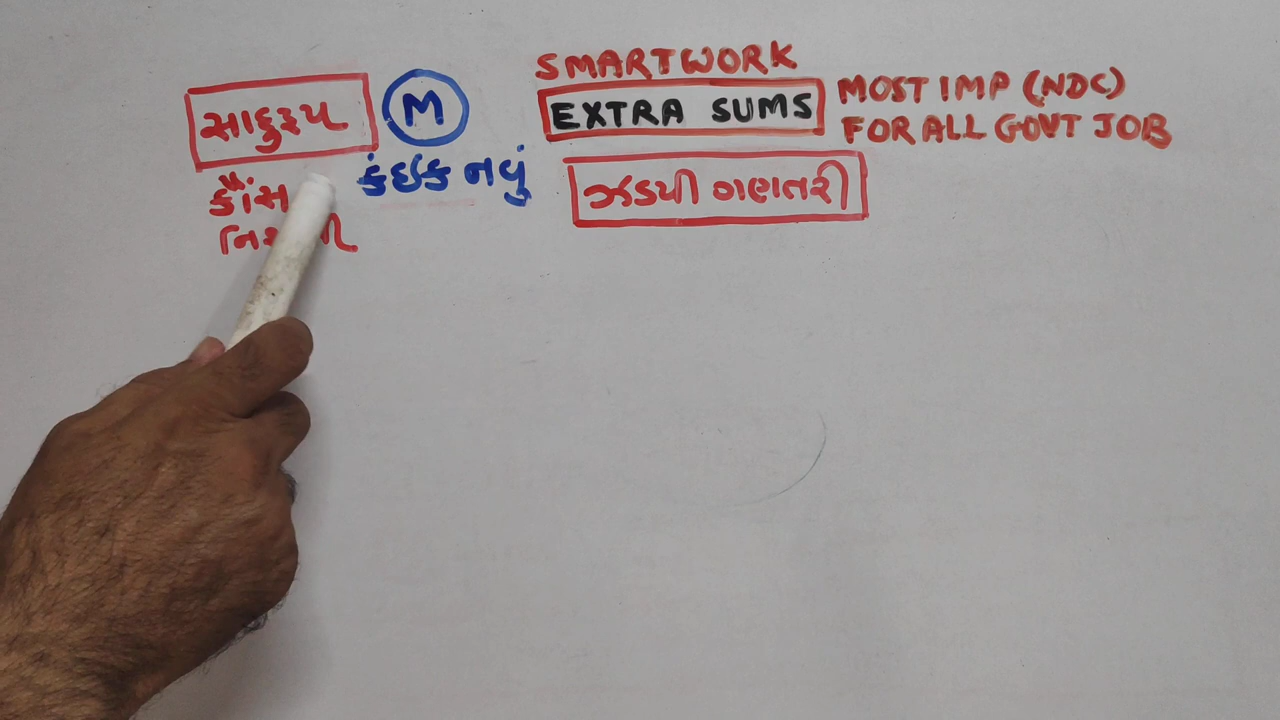 સાદુરૂપ
M
કંઈક નવું
કૌંસ
SMARTWORK
EXTRA SUMS
MOST IMP (NDC)
FOR ALL GOVT JOB
ઝડપી ગણતરી